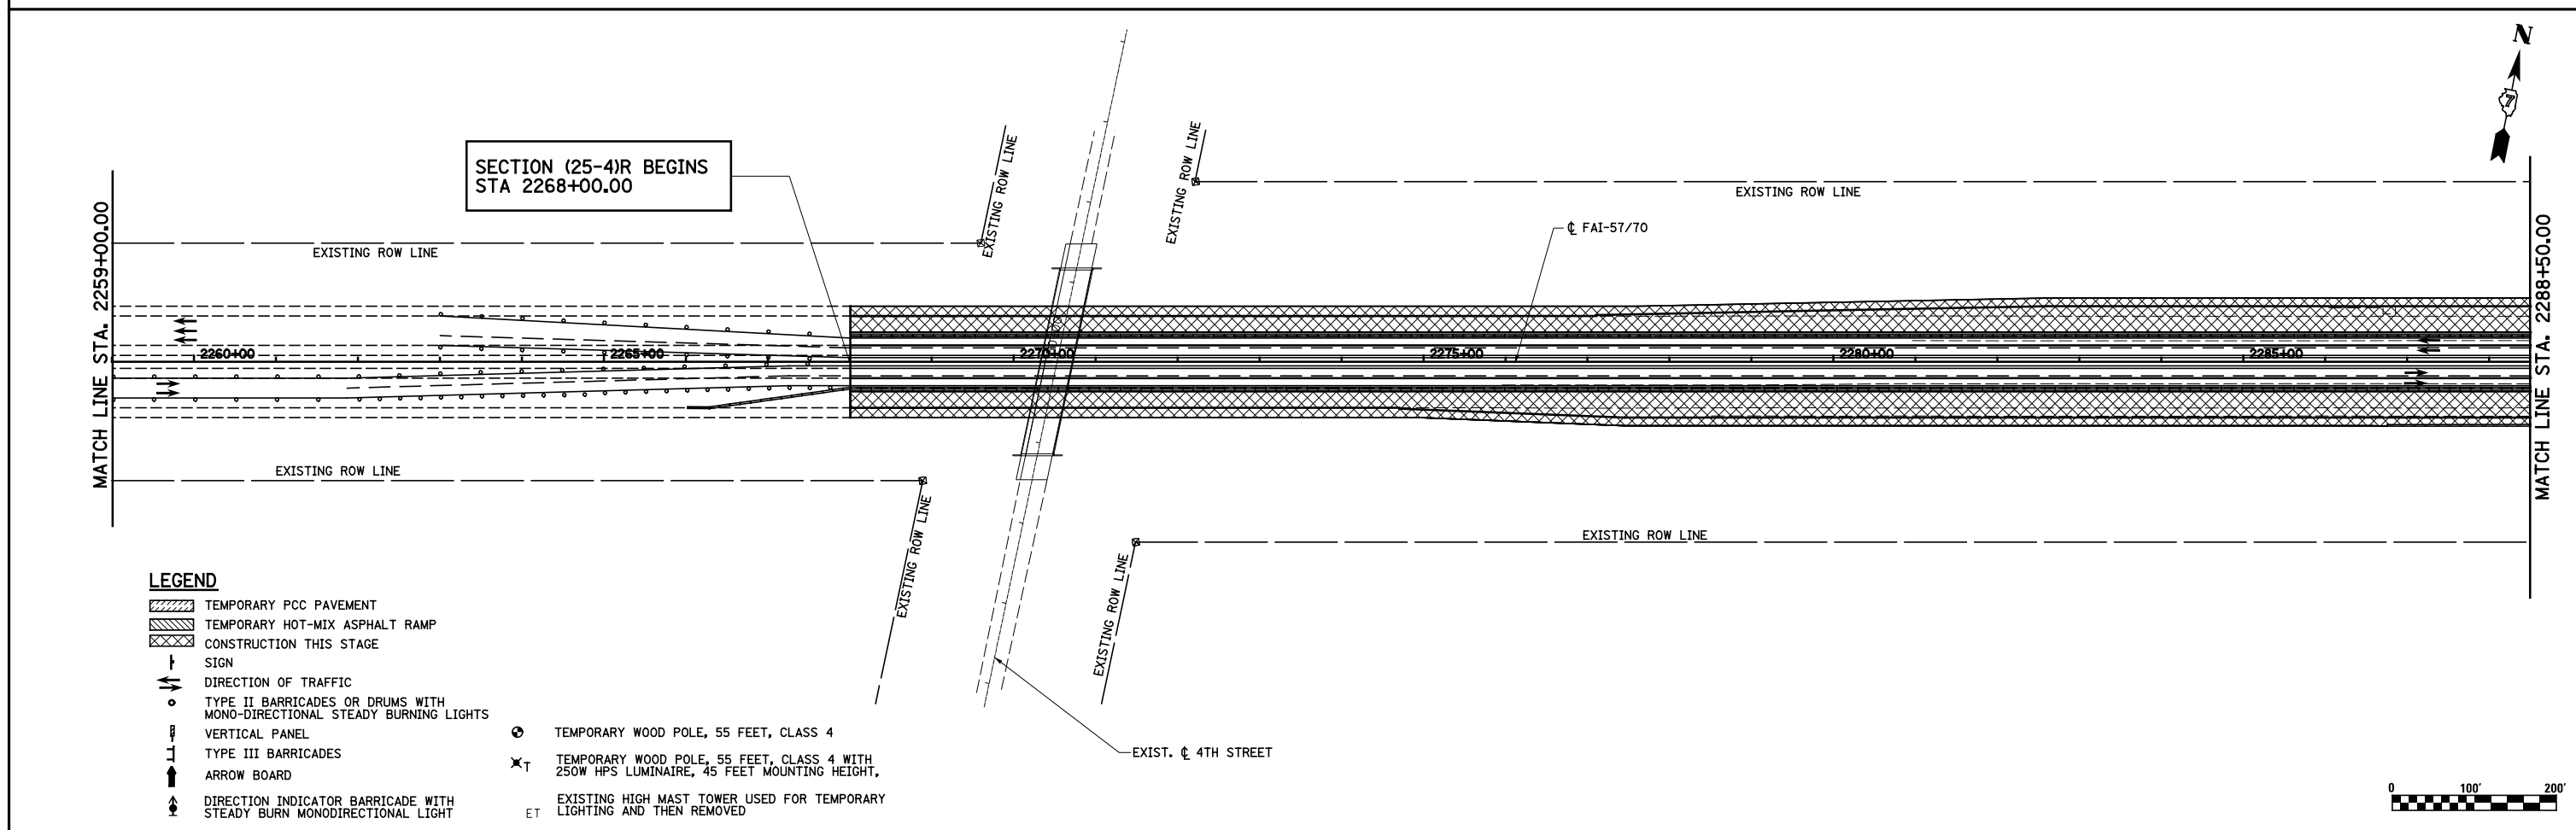 N
7
SECTION (25-4)R BEGINS
STA 2268+00.00
EXISTING ROW LINE
EXISTING ROW LINE
EXISTING ROW LINE
EXISTING ROW LINE
℄ FAI-57/70
MATCH LINE STA. 2259+00.00
MATCH LINE STA. 2288+50.00
ET
2260+00
2265+00
2270+00
2275+00
2280+00
2285+00
EXISTING ROW LINE
EXISTING ROW LINE
EXISTING ROW LINE
EXISTING ROW LINE
EXIST. ℄ 4TH STREET
LEGEND
TEMPORARY PCC PAVEMENT
TEMPORARY HOT-MIX ASPHALT RAMP
CONSTRUCTION THIS STAGE
SIGN
DIRECTION OF TRAFFIC
TYPE II BARRICADES OR DRUMS WITH
MONO-DIRECTIONAL STEADY BURNING LIGHTS
VERTICAL PANEL
TYPE III BARRICADES
ARROW BOARD
DIRECTION INDICATOR BARRICADE WITH
STEADY BURN MONODIRECTIONAL LIGHT
TEMPORARY WOOD POLE, 55 FEET, CLASS 4
T TEMPORARY WOOD POLE, 55 FEET, CLASS 4 WITH
250W HPS LUMINAIRE, 45 FEET MOUNTING HEIGHT,
ET EXISTING HIGH MAST TOWER USED FOR TEMPORARY
LIGHTING AND THEN REMOVED
0 100' 200'